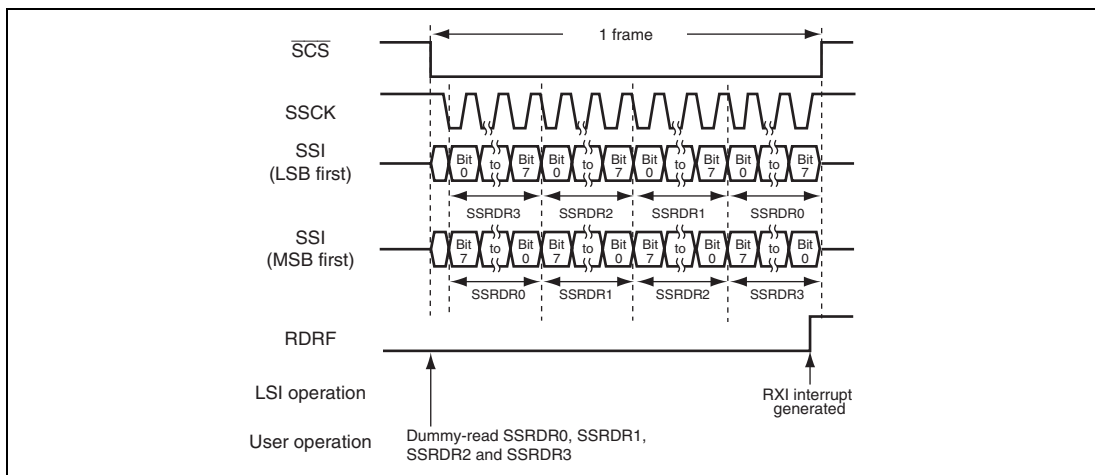 1 frame
SCS
SSCK
SSI
(LSB first)
Bit 0 to Bit 7 Bit 0 to Bit 7 Bit 0 to Bit 7 Bit 0 to Bit 7
SSRDR3 SSRDR2 SSRDR1 SSRDR0
SSI
(MSB first)
Bit 7 to Bit 0 Bit 7 to Bit 0 Bit 7 to Bit 0 Bit 7 to Bit 0
SSRDR0 SSRDR1 SSRDR2 SSRDR3
RDRF
LSI operation
RXI interrupt
generated
User operation
Dummy-read SSRDR0, SSRDR1,
SSRDR2 and SSRDR3